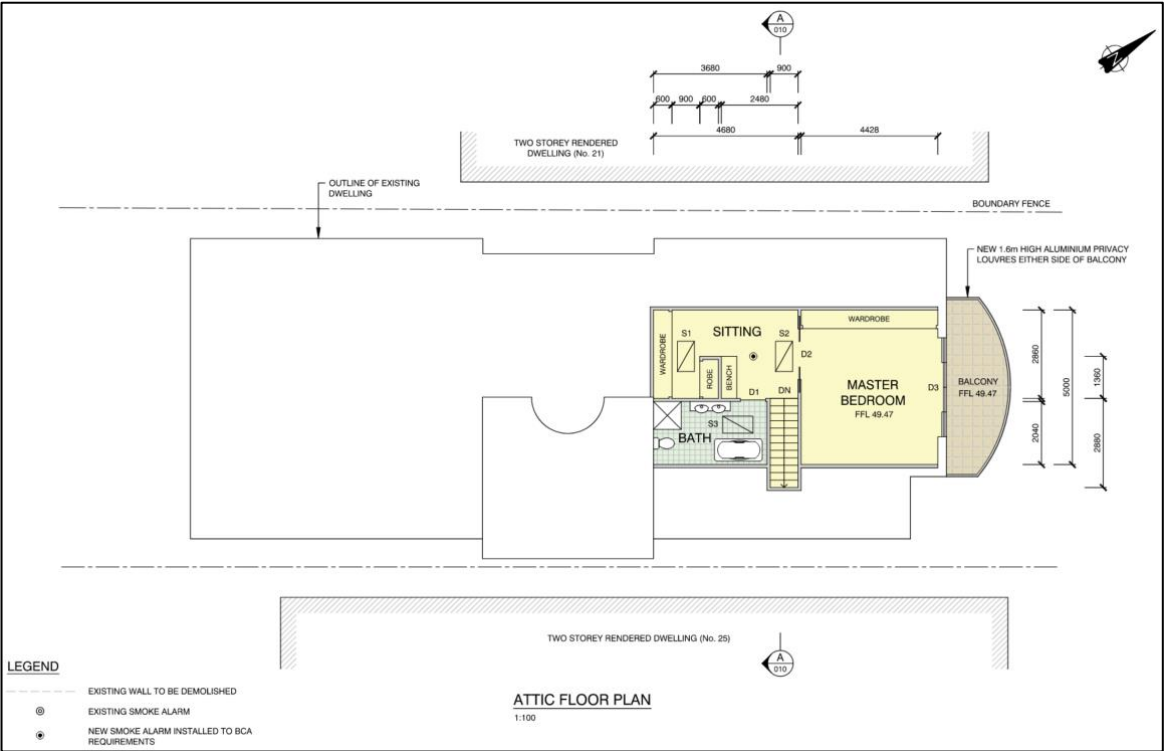 A
010
3680
900
600
900
600
2480
4680
4428
TWO STOREY RENDERED
DWELLING (No. 21)
OUTLINE OF EXISTING
DWELLING
BOUNDARY FENCE
NEW 1.6m HIGH ALUMINIUM PRIVACY
LOUVRES EITHER SIDE OF BALCONY
WARDROBE
S1
SITTING
S2
WARDROBE
D2
ROBE
BENCH
D1
DN
MASTER
BEDROOM
FFL 49.47
D3
BALCONY
FFL 49.47
S3
BATH
2860
5000
1360
2040
2880
TWO STOREY RENDERED DWELLING (No. 25)
A
010
LEGEND
EXISTING WALL TO BE DEMOLISHED
EXISTING SMOKE ALARM
NEW SMOKE ALARM INSTALLED TO BCA
REQUIREMENTS
ATTIC FLOOR PLAN
1:100